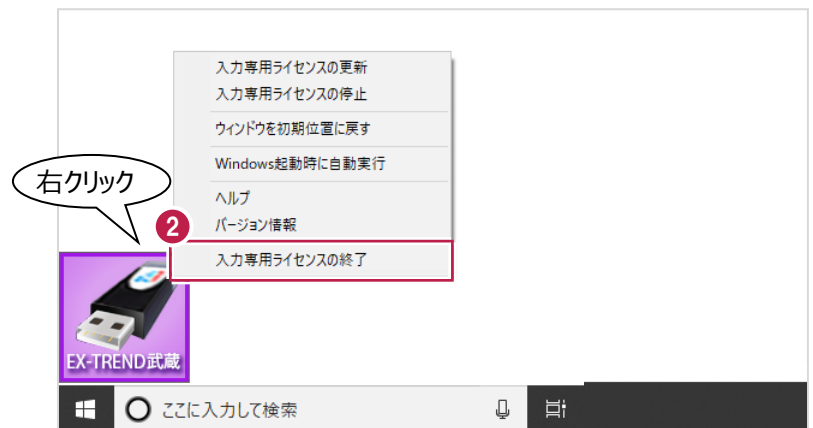 入力専用ライセンスの更新
入力専用ライセンスの停止
ウィンドウを初期位置に戻す
Windows起動時に自動実行
ヘルプ
バージョン情報
入力専用ライセンスの終了
右クリック
2
EX-TREND武蔵
ここに入力して検索